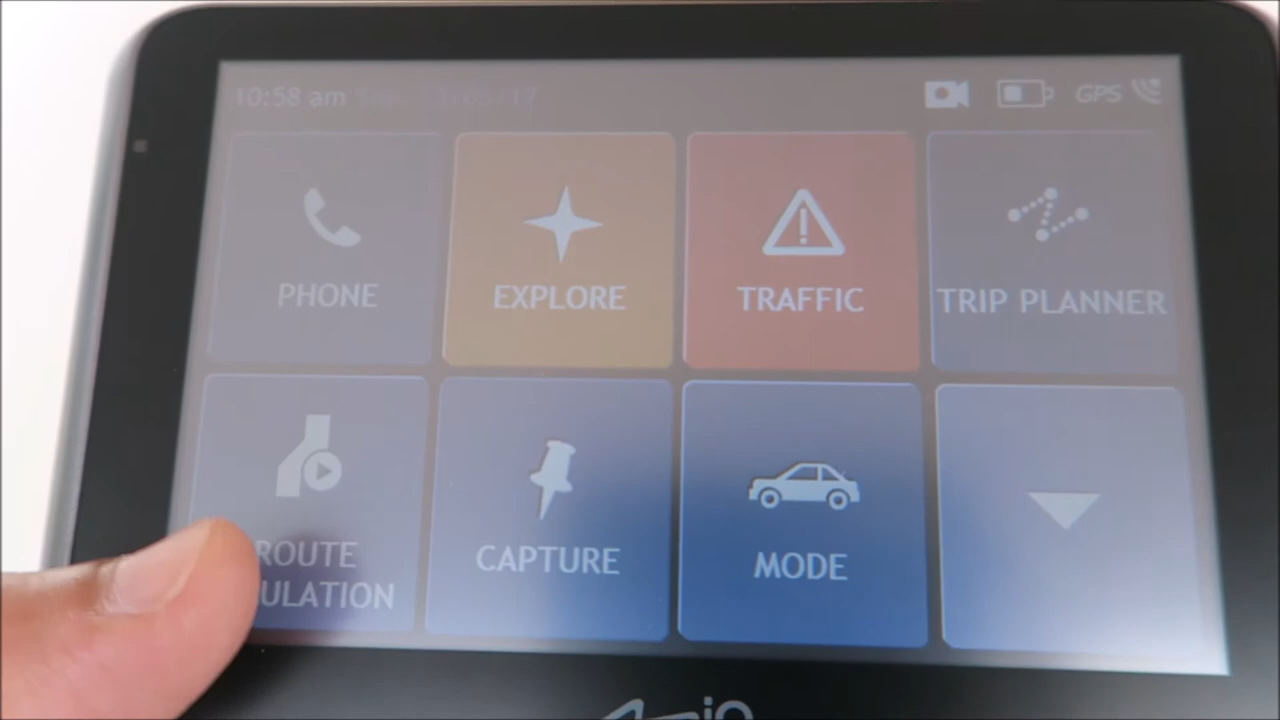 10:58 am
GPS
PHONE
EXPLORE
TRAFFIC
TRIP PLANNER
ROUTE
ULATION
CAPTURE
MODE